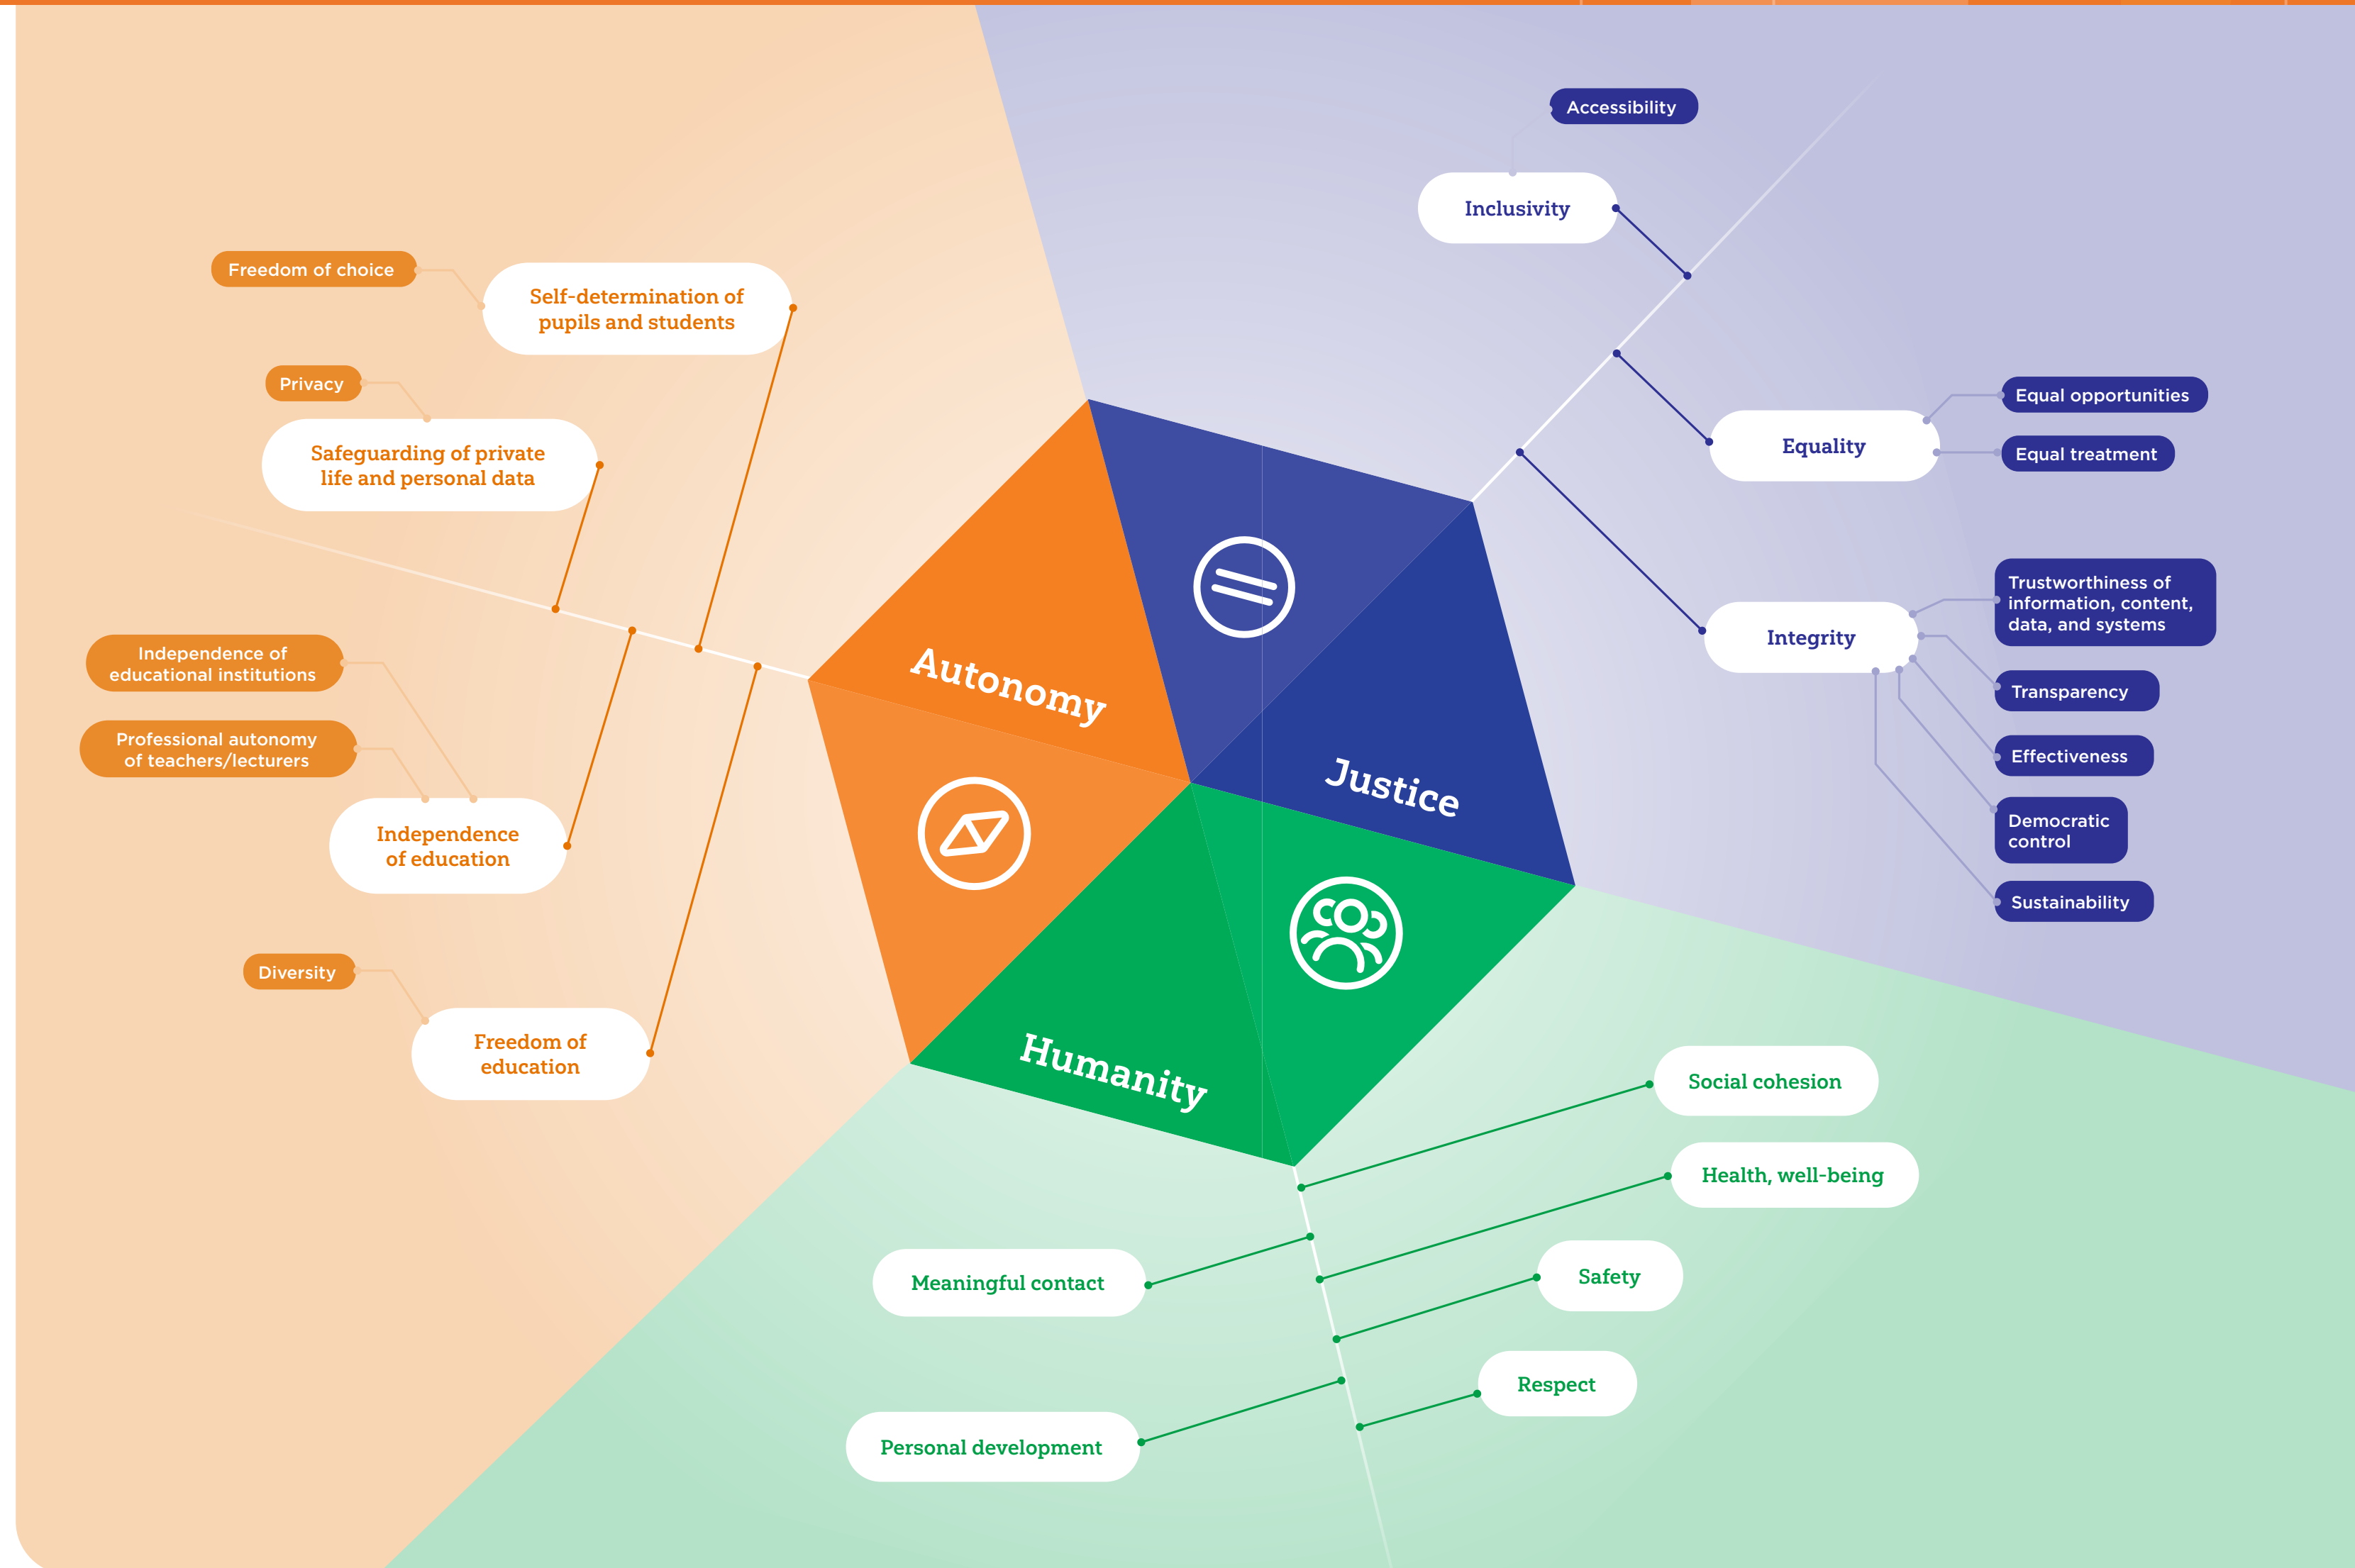 Freedom of choice
Self-determination of
pupils and students
Privacy
Safeguarding of private
life and personal data
Independence of
educational institutions
Professional autonomy
of teachers/lecturers
Independence
of education
Diversity
Freedom of
education
Autonomy
Justice
Humanity
Accessibility
Inclusivity
Equality
Equal opportunities
Equal treatment
Integrity
Trustworthiness of
information, content,
data, and systems
Transparency
Effectiveness
Democratic
control
Sustainability
Social cohesion
Health, well-being
Meaningful contact
Safety
Respect
Personal development